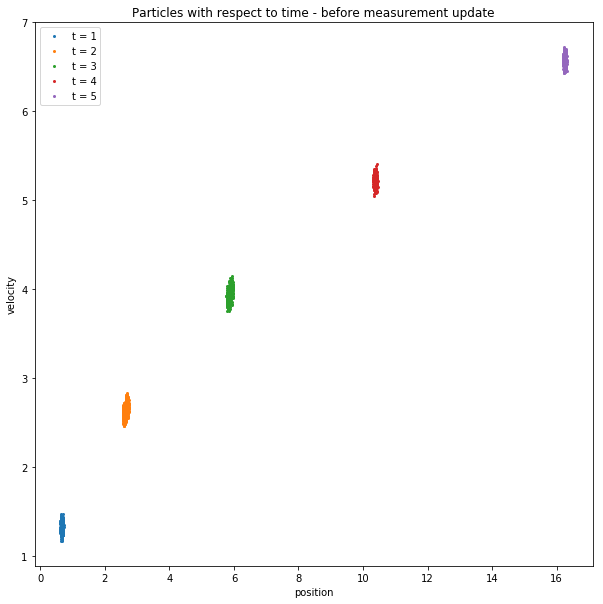 Particles with respect to time - before measurement update
t = 1
t = 2
t = 3
t = 4
t = 5
7
6
5
4
3
2
1
velocity
0 2 4 6 8 10 12 14 16
position